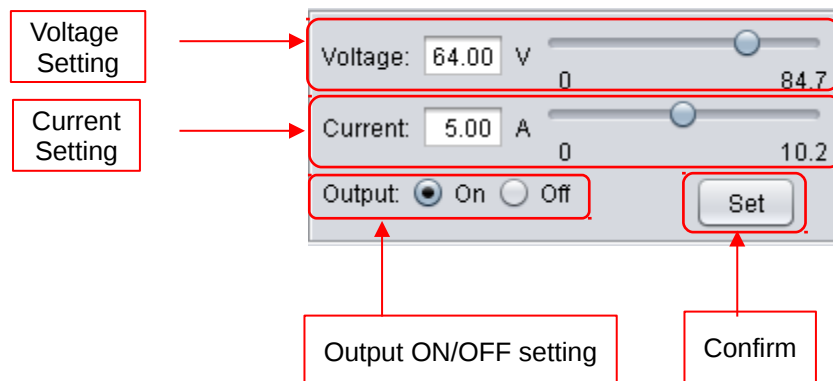 Voltage
Setting
Voltage: 64.00 V
0 84.7
Current
Setting
Current: 5.00 A
0 10.2
Output: On Off
Set
Output ON/OFF setting
Confirm